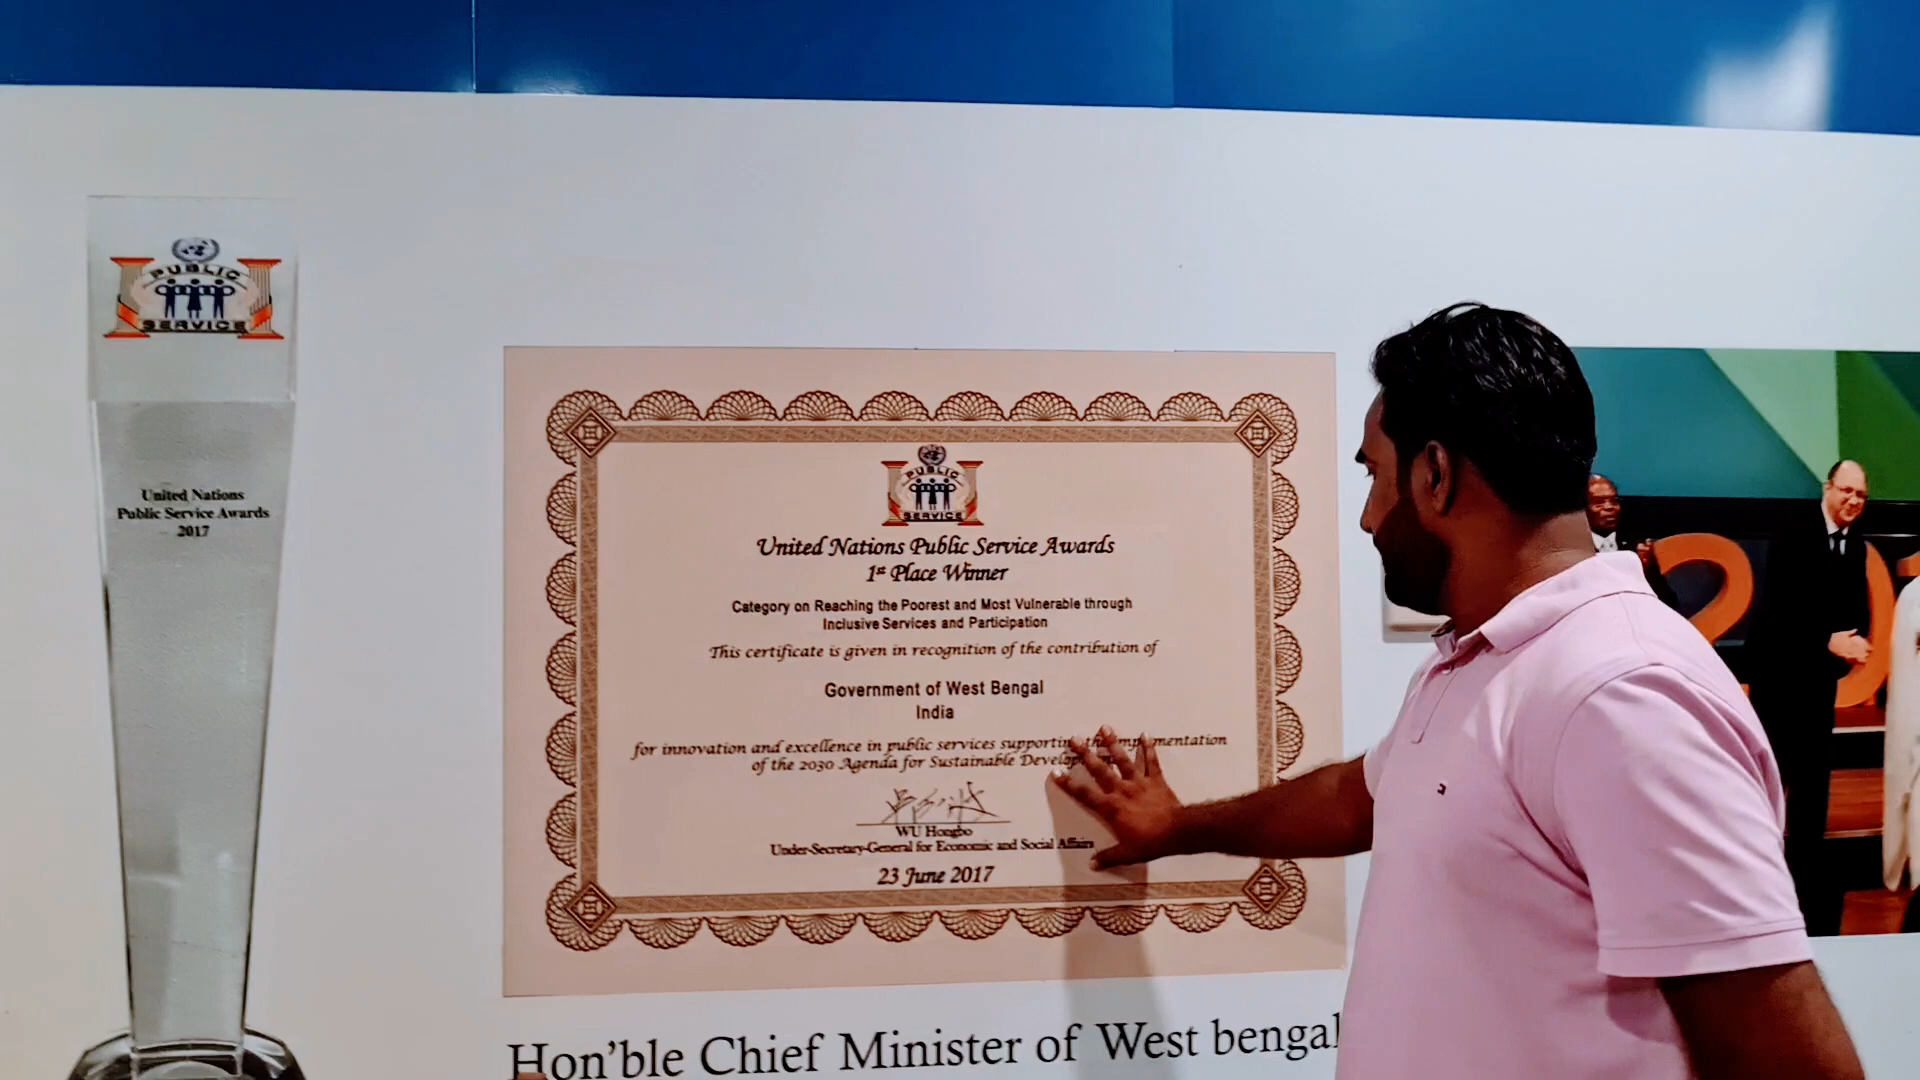 PUBLIC
SERVICE
United Nations
Public Service Awards
2017
PUBLIC
SERVICE
United Nations Public Service Awards
1st Place Winner
Category on Reaching the Poorest and Most Vulnerable through
Inclusive Services and Participation
This certificate is given in recognition of the contribution of
Government of West Bengal
India
for innovation and excellence in public services supporting the
of the 2030 Agenda for Sustainable
WU Hongbo
Under-Secretary-General for Economic and Social Affairs
23 June 2017
Hon'ble Chief Minister of West bengal
20